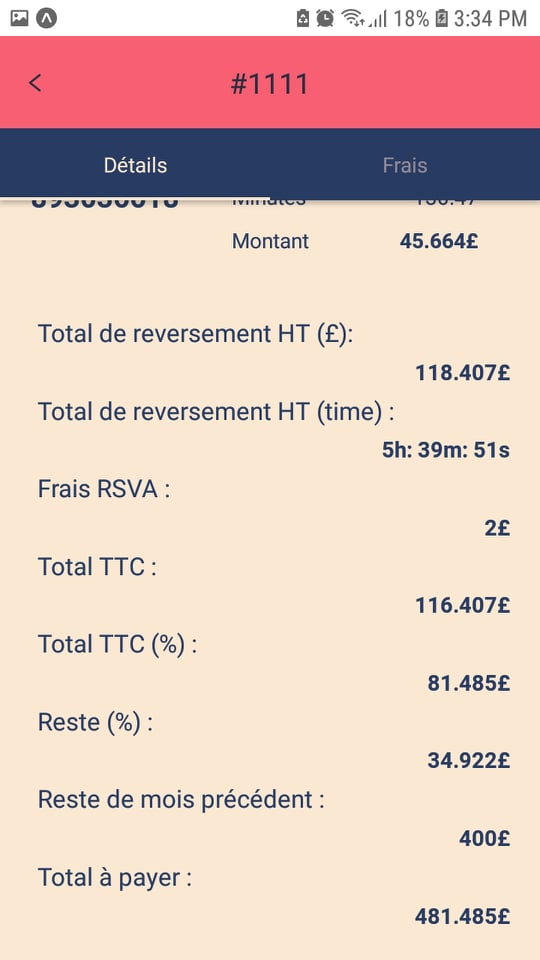 18% 3:34 PM
#1111
Détails Frais
Minutes
Montant 45.664£
Total de reversement HT (£):
118.407£
Total de reversement HT (time) :
5h: 39m: 51s
Frais RSVA :
2£
Total TTC :
116.407£
Total TTC (%) :
81.485£
Reste (%) :
34.922£
Reste de mois précédent :
400£
Total à payer :
481.485£